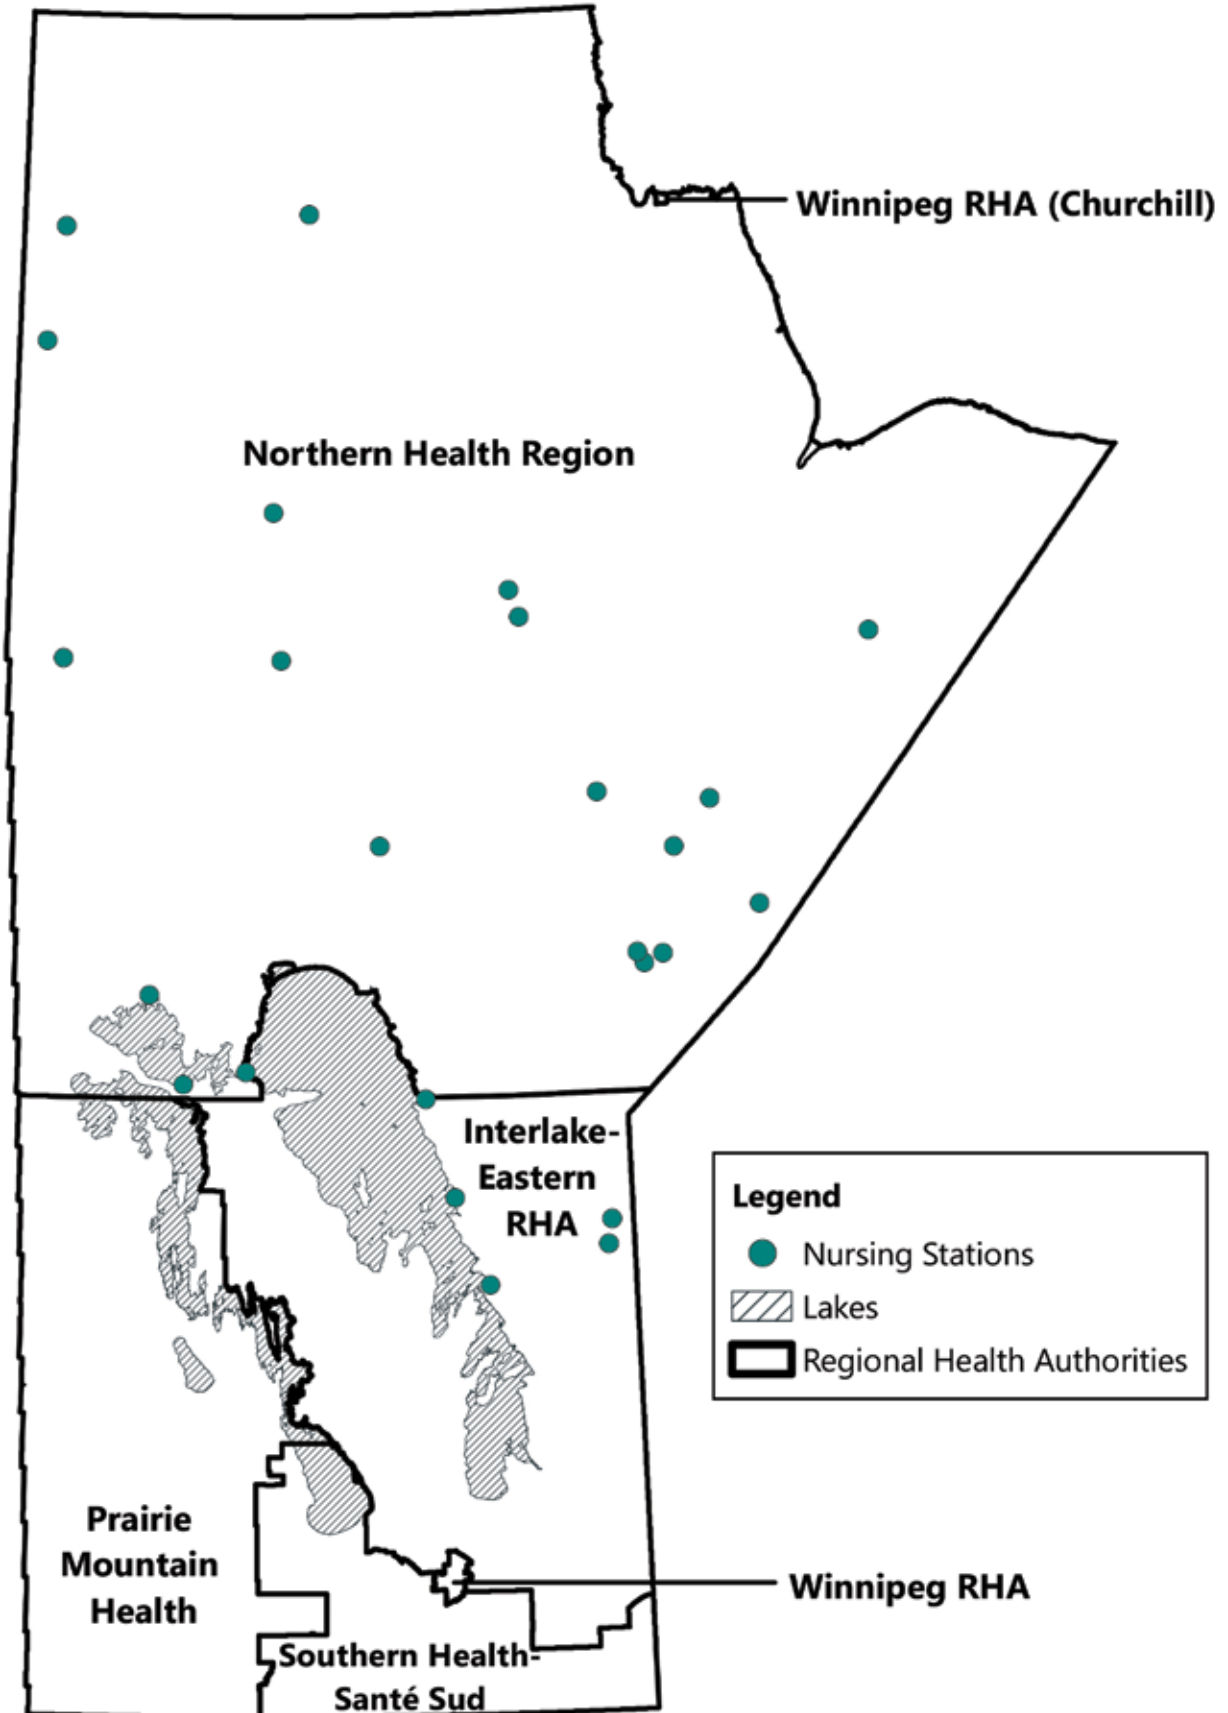 Winnipeg RHA (Churchill)
Northern Health Region
Interlake-
Eastern
RHA
Legend
Nursing Stations
Lakes
Regional Health Authorities
Prairie
Mountain
Health
Winnipeg RHA
Southern Health-
Santé Sud